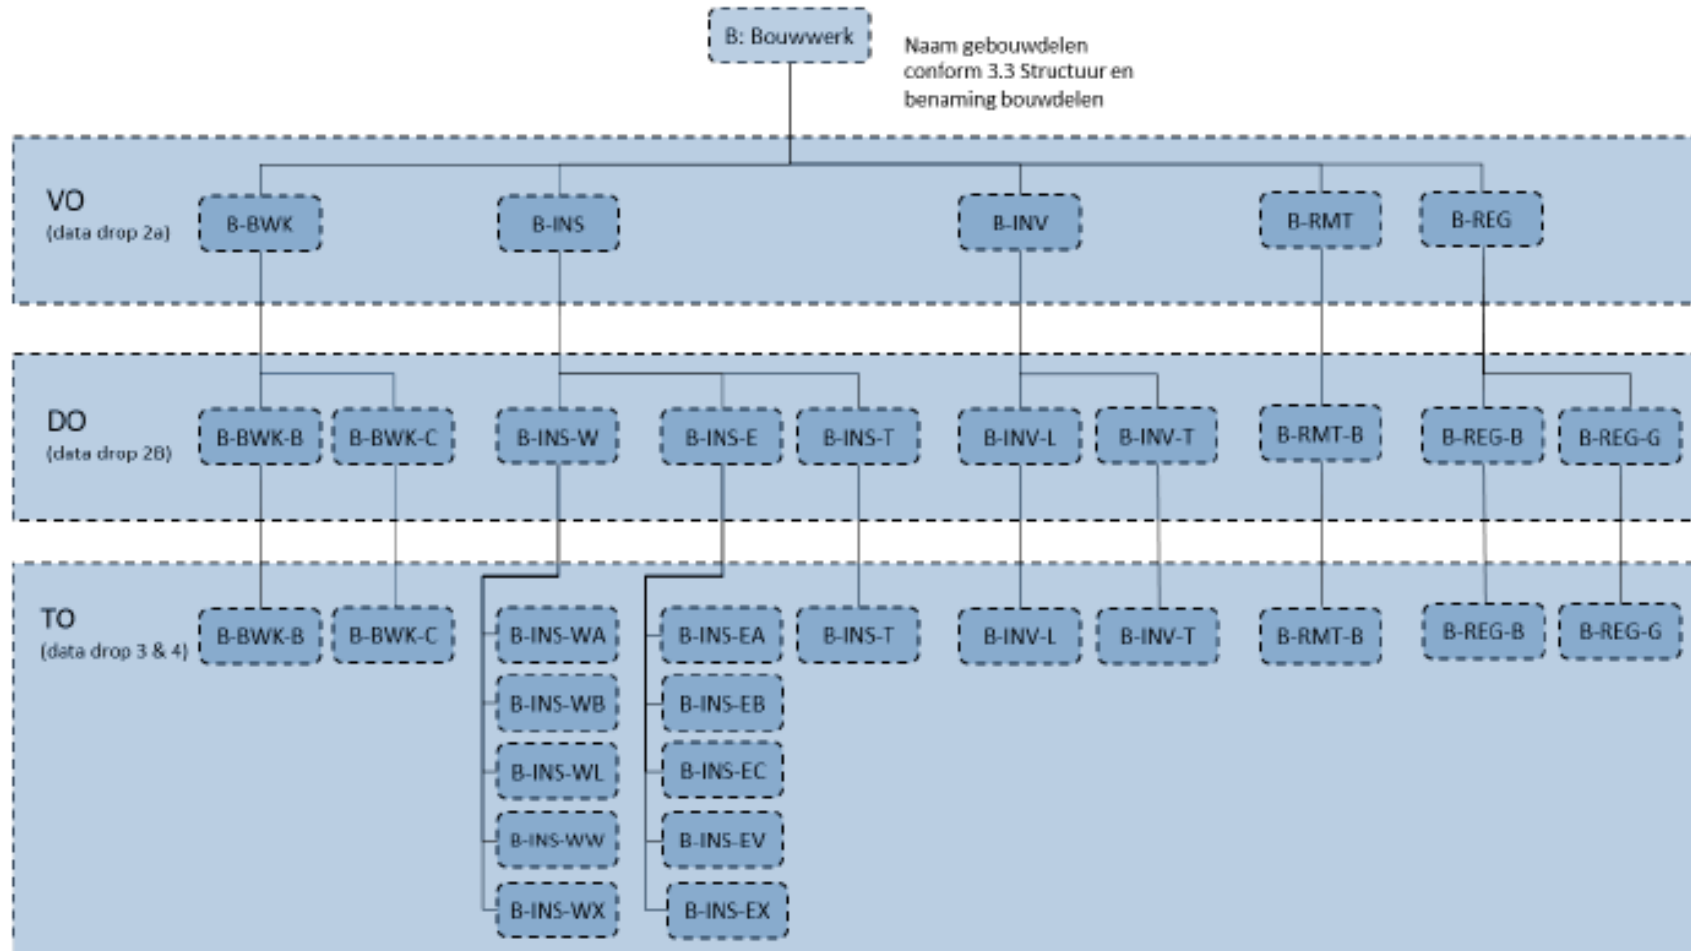 B: Bouwwerk
Naam gebouwdelen
conform 3.3 Structuur en
benaming bouwdelen
VO
(data drop 2a)
B-BWK
B-INS
B-INV
B-RMT
B-REG
DO
(data drop 2B)
B-BWK-B
B-BWK-C
B-INS-W
B-INS-E
B-INS-T
B-INV-L
B-INV-T
B-RMT-B
B-REG-B
B-REG-G
TO
(data drop 3 & 4)
B-BWK-B
B-BWK-C
B-INS-WA
B-INS-EA
B-INS-T
B-INV-L
B-INV-T
B-RMT-B
B-REG-B
B-REG-G
B-INS-WB
B-INS-EB
B-INS-WL
B-INS-EC
B-INS-WW
B-INS-EV
B-INS-WX
B-INS-EX